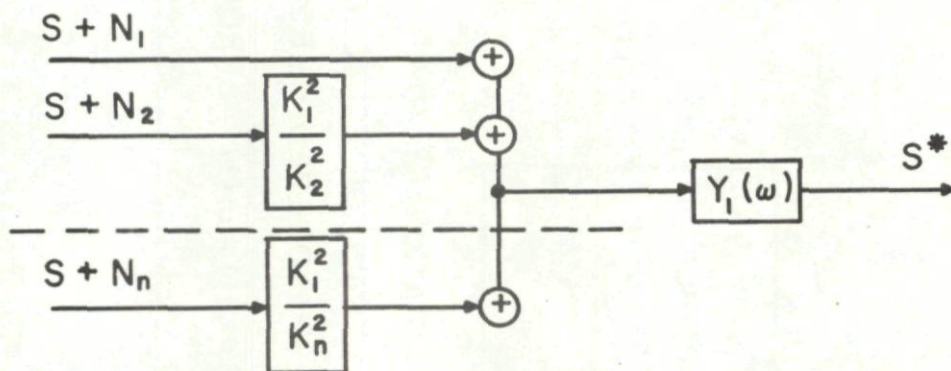 S + N₁
+
S + N₂
K₁²
K₂²
+
S*
Y₁(ω)
S + Nₙ
K₁²
Kₙ²
+